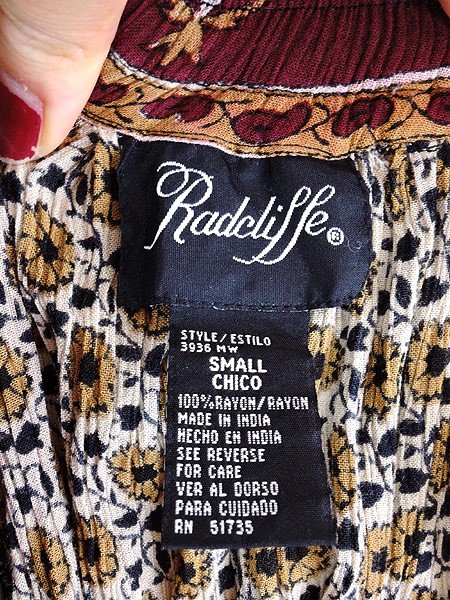 Radcliffe®
STYLE/ESTILO
3936 MW
SMALL
CHICO
100%RAYON/RAYON
MADE IN INDIA
HECHO EN INDIA
SEE REVERSE
FOR CARE
VER AL DORSO
PARA CUIDADO
RN 51735